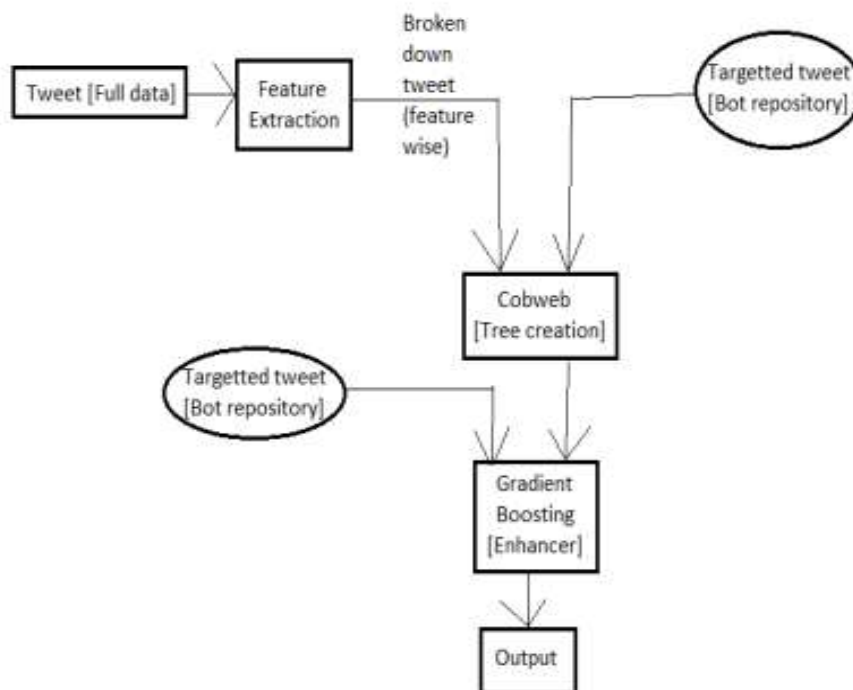 Tweet [Full data]
Feature
Extraction
Broken
down
tweet
(feature
wise)
Targetted tweet
[Bot repository]
Cobweb
[Tree creation]
Targetted tweet
[Bot repository]
Gradient
Boosting
[Enhancer]
Output